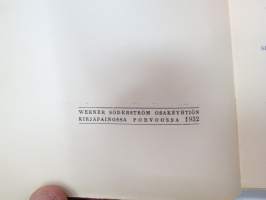 WERNER SÖDERSTRÖM OSAKEYHTIÖN
KIRJAPAINOSSA PORVOOSSA 1932